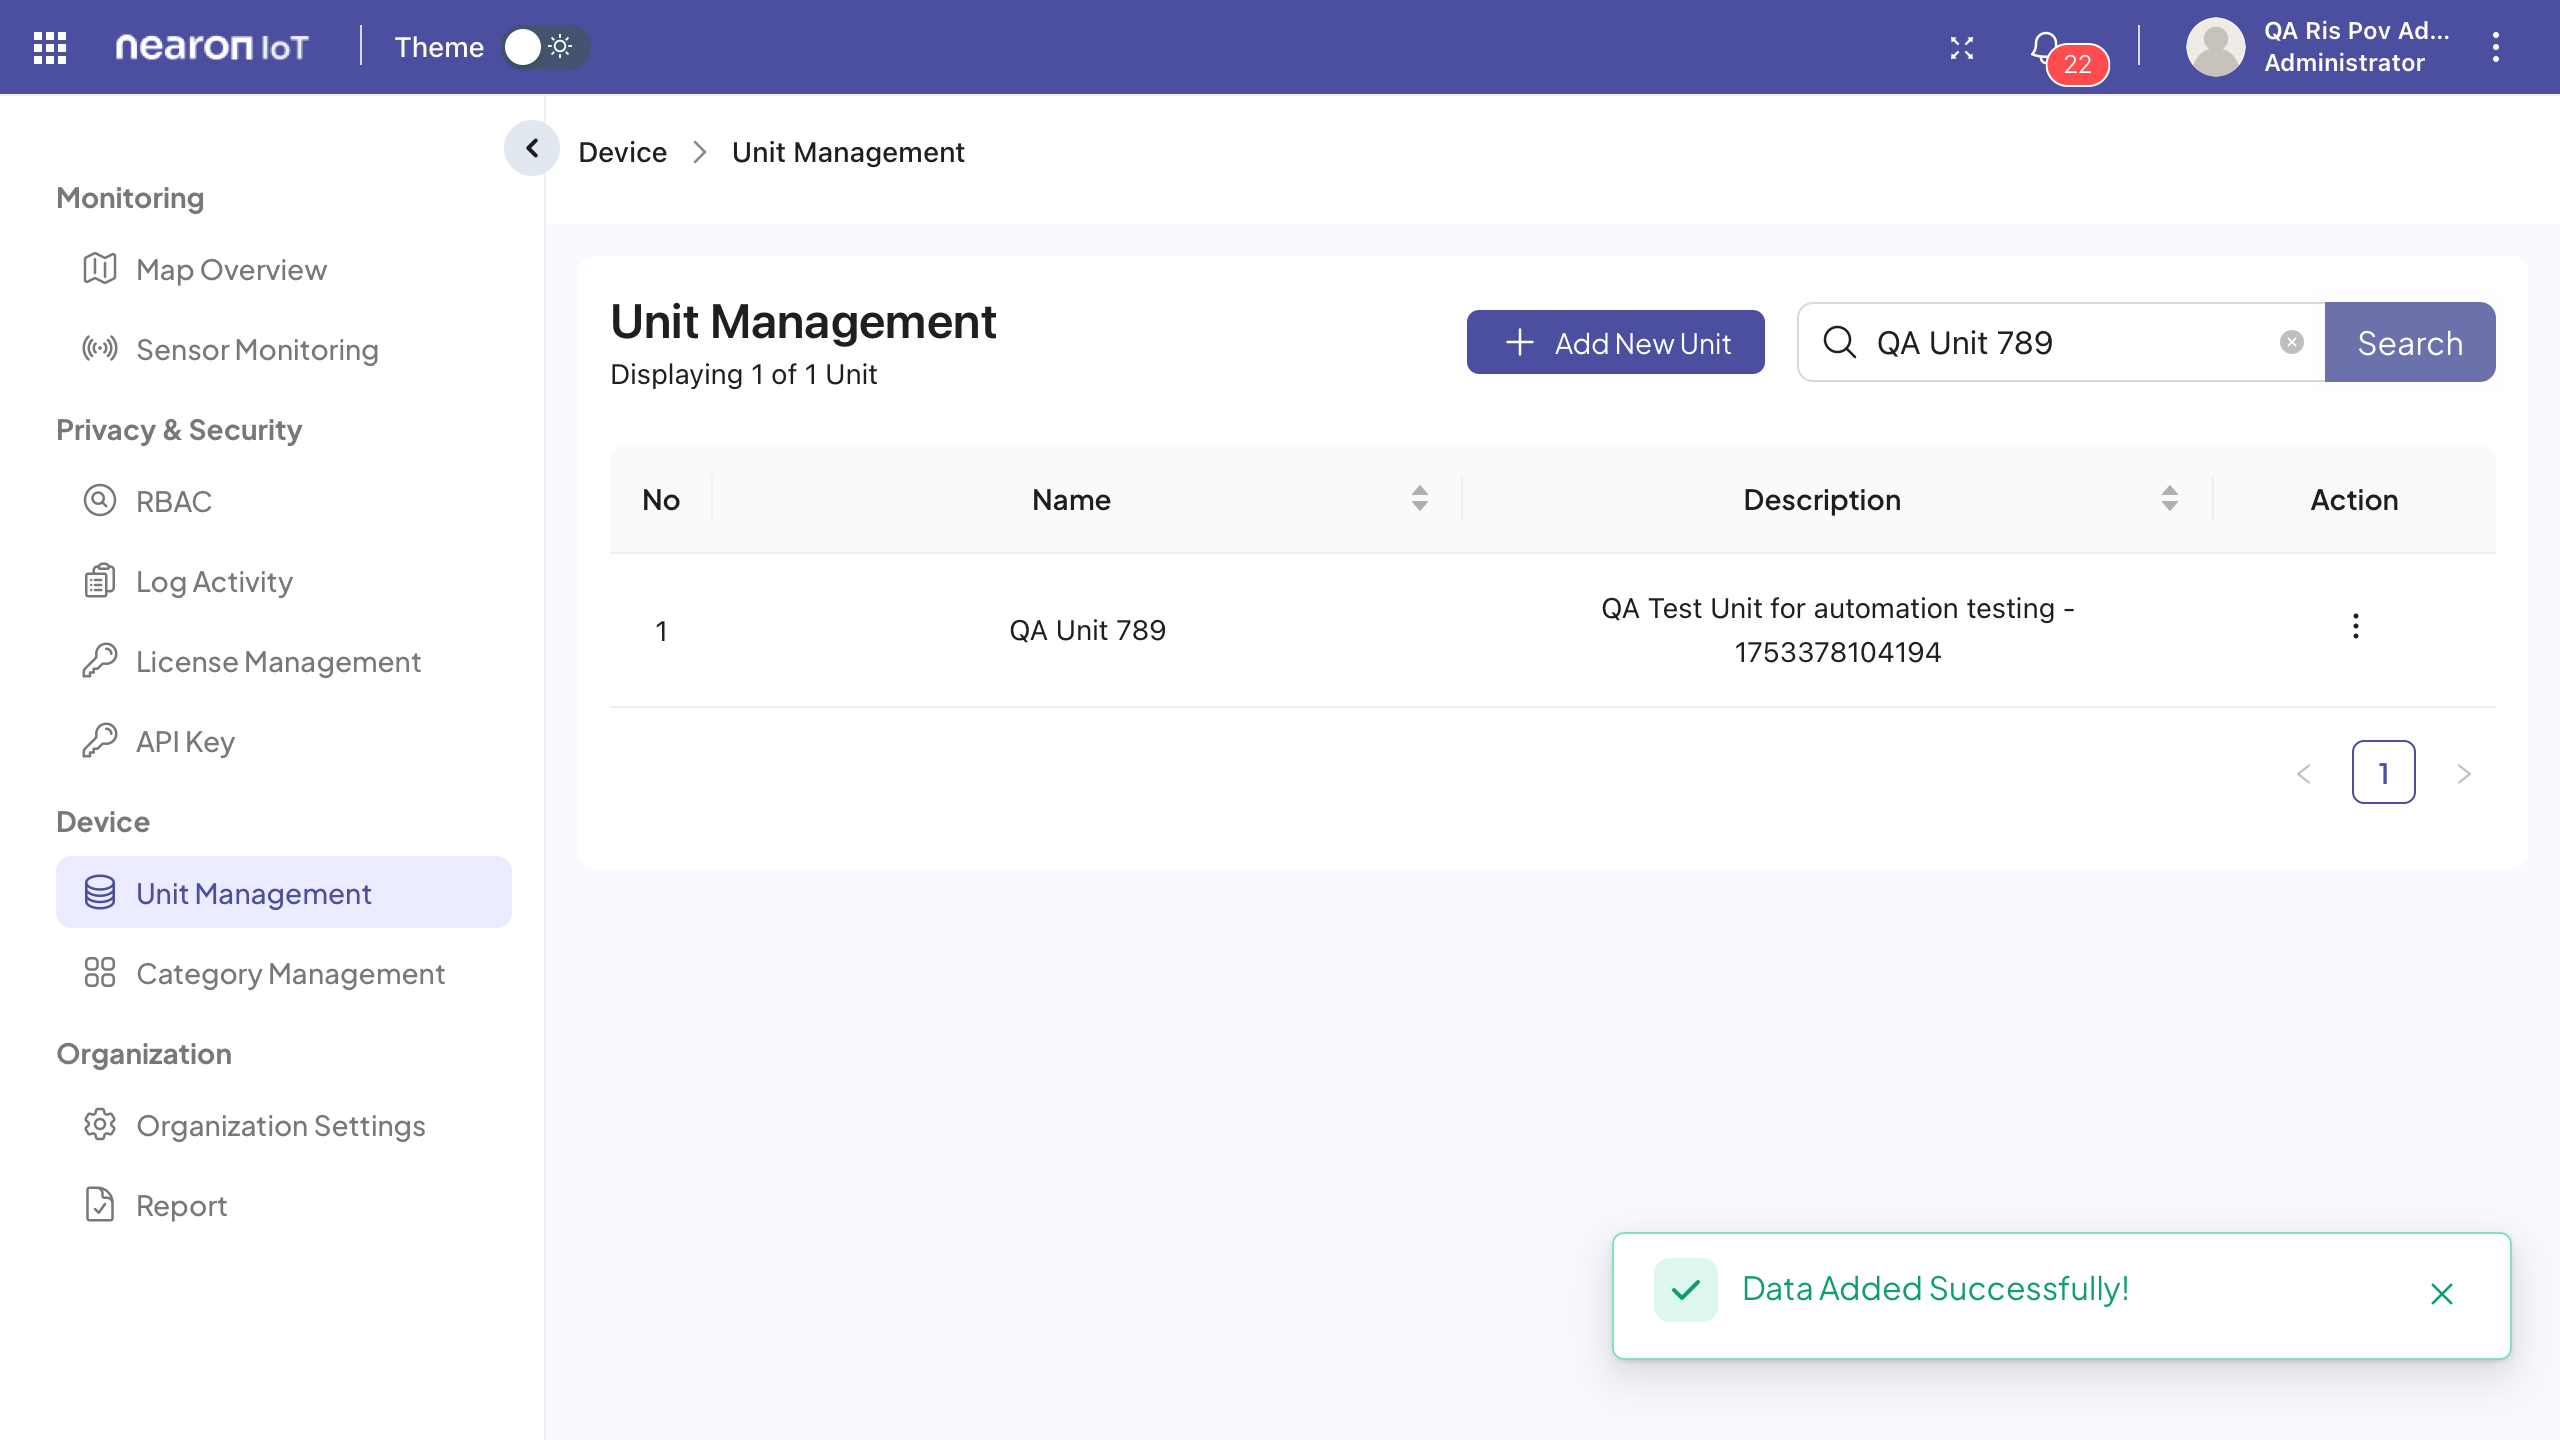 nearon IoT
Theme
22
QA Ris Pov Ad...
Administrator
Device
Unit Management
Monitoring
Map Overview
Sensor Monitoring
Privacy & Security
RBAC
Log Activity
License Management
API Key
Device
Unit Management
Category Management
Organization
Organization Settings
Report
Unit Management
Displaying 1 of 1 Unit
Add New Unit
QA Unit 789
Search
No
Name
Description
Action
1
QA Unit 789
QA Test Unit for automation testing -
1753378104194
1
Data Added Successfully!